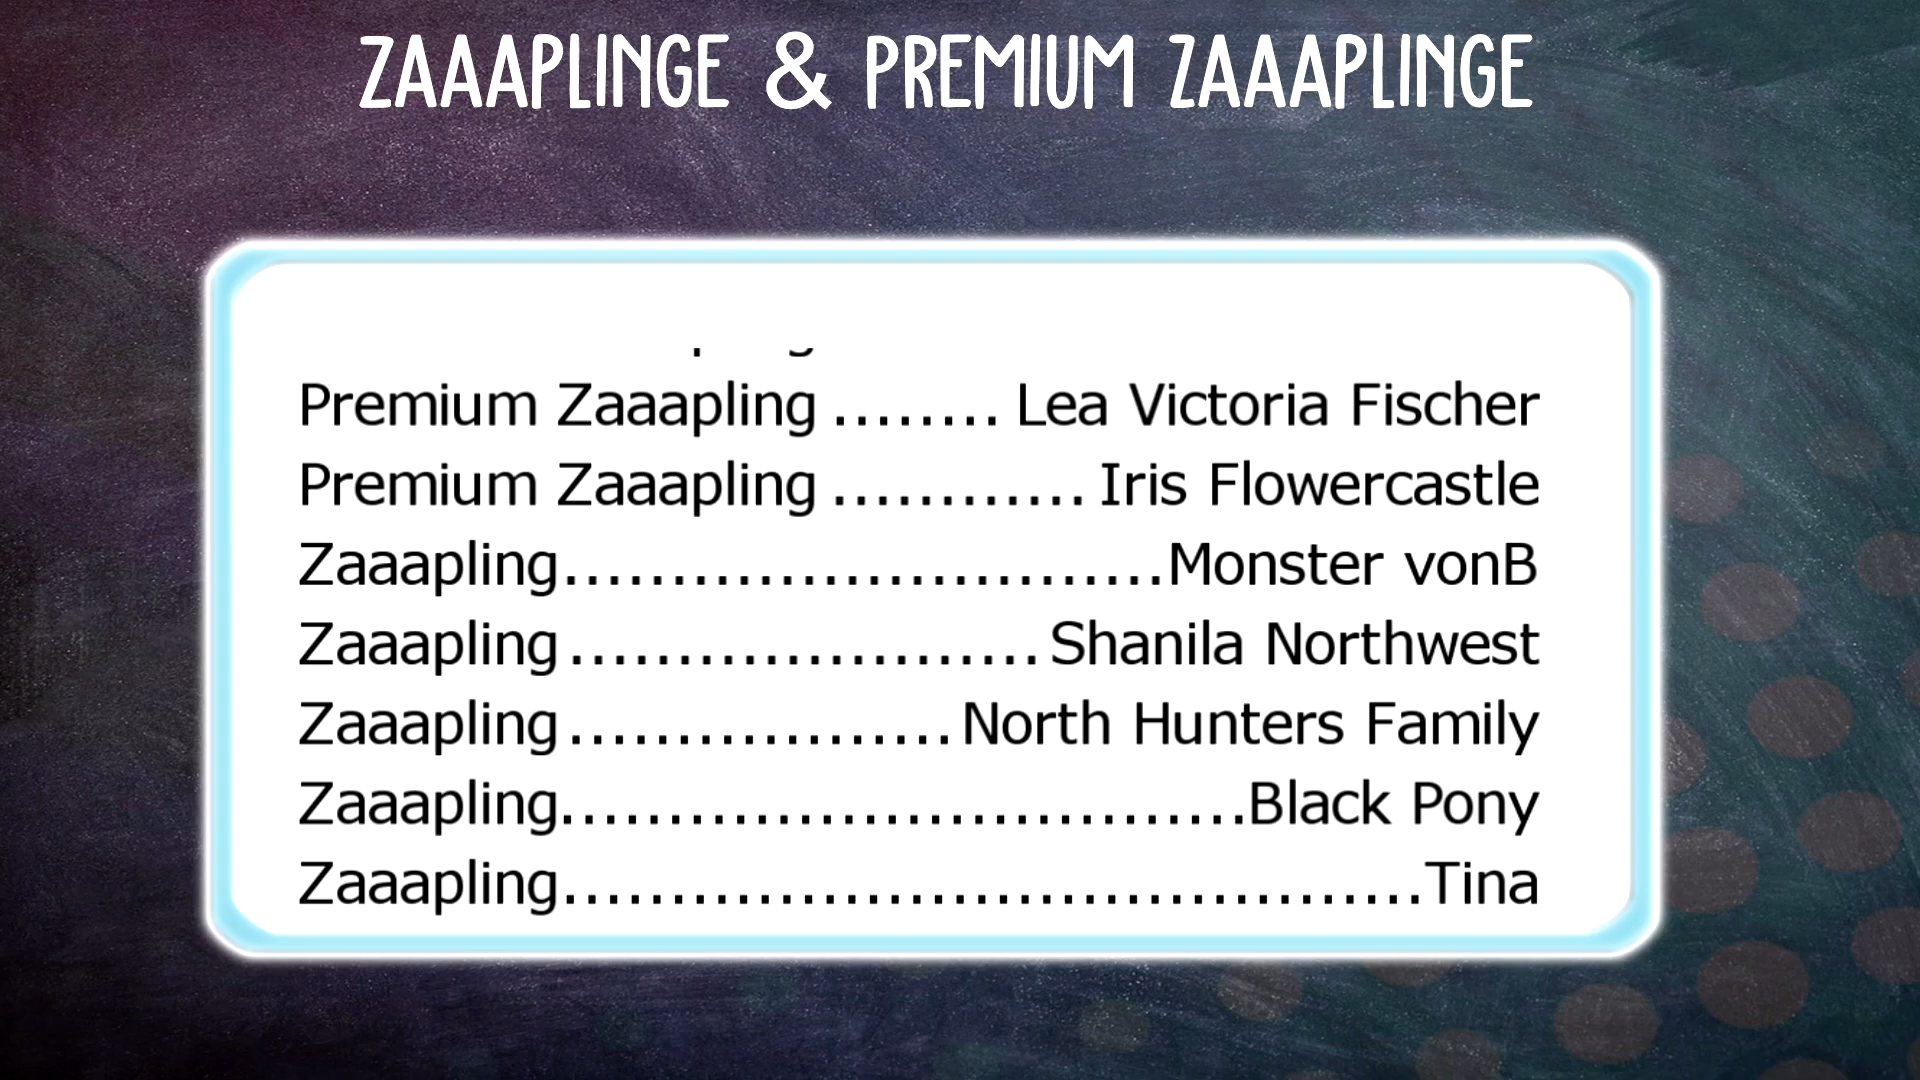 ZAAAPLINGE & PREMIUM ZAAAPLINGE
Premium Zaaapling ........ Lea Victoria Fischer
Premium Zaaapling ............ Iris Flowercastle
Zaaapling............................Monster vonB
Zaaapling ......................Shanila Northwest
Zaaapling ..................North Hunters Family
Zaaapling................................Black Pony
Zaaapling........................................Tina